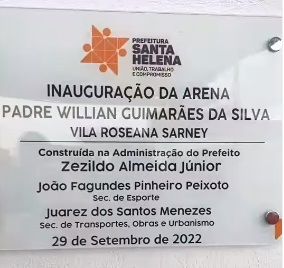 PREFEITURA
SANTA
HELENA
UNIÃO, TRABALHO
E COMPROMISSO
INAUGURAÇÃO DA ARENA
PADRE WILLIAN GUIMARÃES DA SILVA
VILA ROSEANA SARNEY
Construída na Administração do Prefeito
Zezildo Almeida Júnior
João Fagundes Pinheiro Peixoto
Sec. de Esporte
Juarez dos Santos Menezes
Sec. de Transportes, Obras e Urbanismo
29 de Setembro de 2022